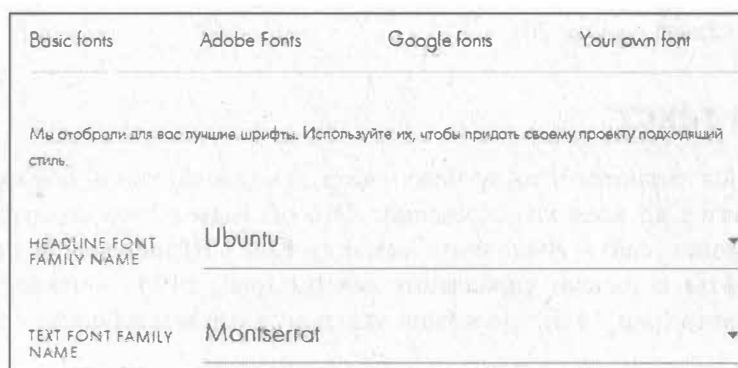 Basic fonts Adobe Fonts Google fonts Your own font
Мы отобрали для вас лучшие шрифты. Используйте их, чтобы придать своему проекту подходящий
стиль.
HEADLINE FONT Ubuntu
FAMILY NAME
TEXT FONT FAMILY Montserrat
NAME